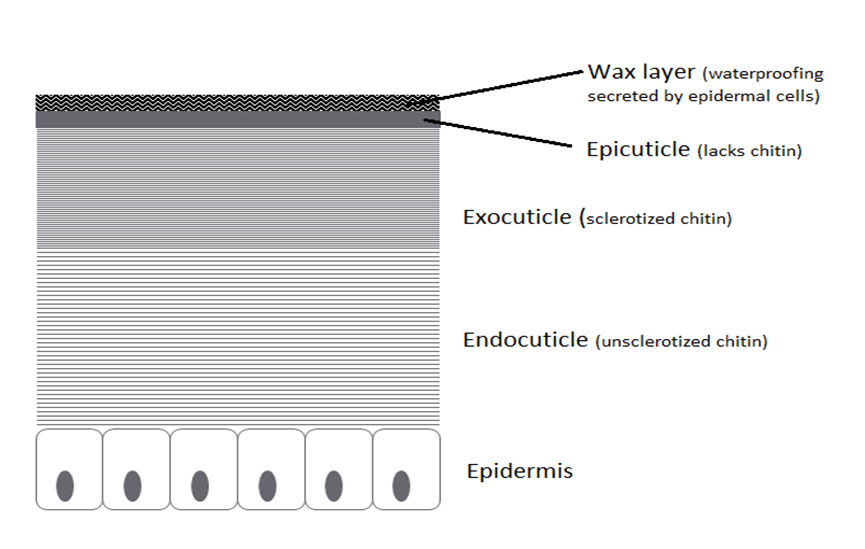 Wax layer (waterproofing
secreted by epidermal cells)
Epicuticle (lacks chitin)
Exocuticle (sclerotized chitin)
Endocuticle (unsclerotized chitin)
Epidermis